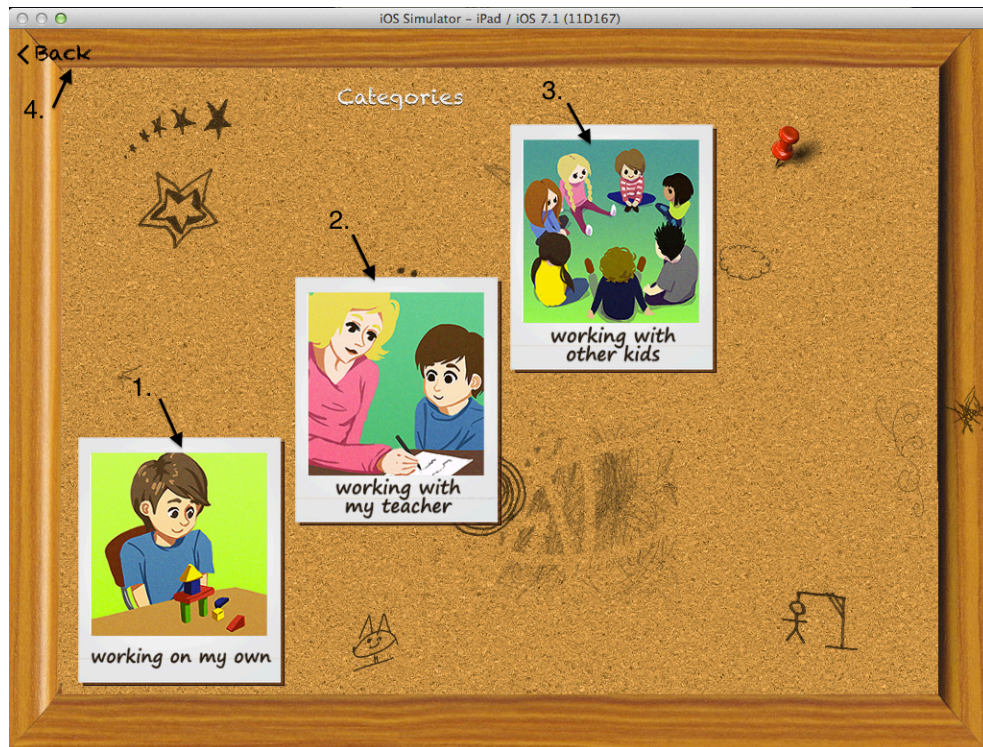 iOS Simulator – iPad / iOS 7.1 (11D167)
Back
4.
Categories
3.
2.
working with
other kids
1.
working with
my teacher
working on my own